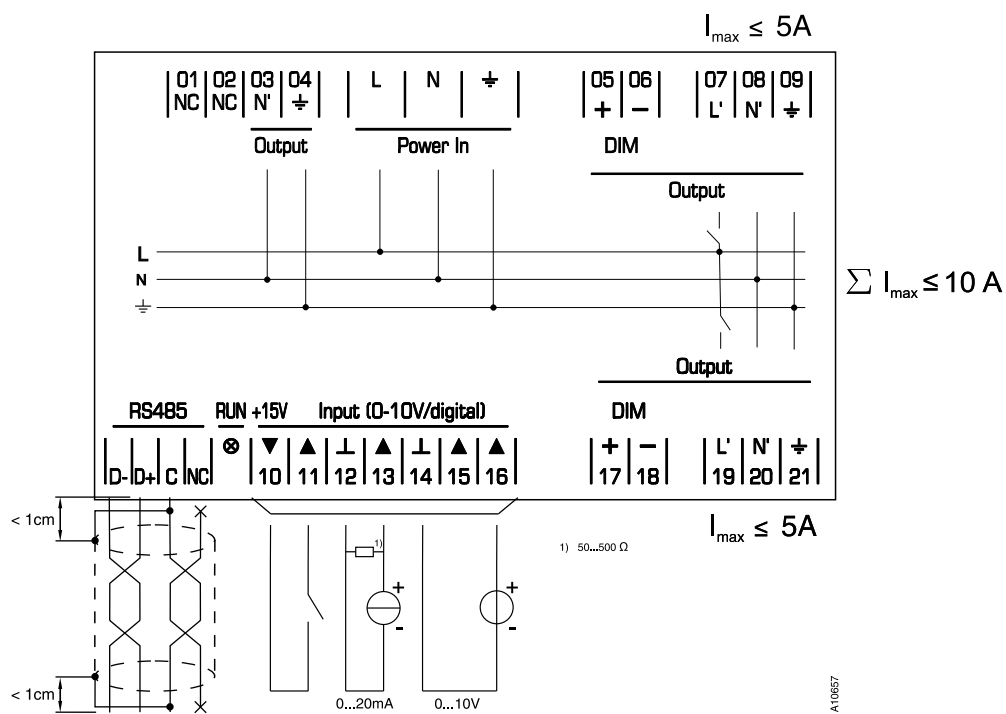 Imax ≤ 5A
01 02 03 04 L N ⏚ 05 06 07 08 09
NC NC N' ⏚ + − L' N' ⏚
Output Power In DIM
Output
L
N
⏚
∑ Imax ≤ 10 A
Output
RS485 RUN +15V Input (0-10V/digital) DIM
⊗ ▼ ▲ ⊥ ▲ ⊥ ▲ ▲ + − L' N' ⏚
D- D+ C NC 10 11 12 13 14 15 16 17 18 19 20 21
< 1cm
Imax ≤ 5A
1)
1) 50...500 Ω
+ +
- -
< 1cm
0...20mA 0...10V
A10657